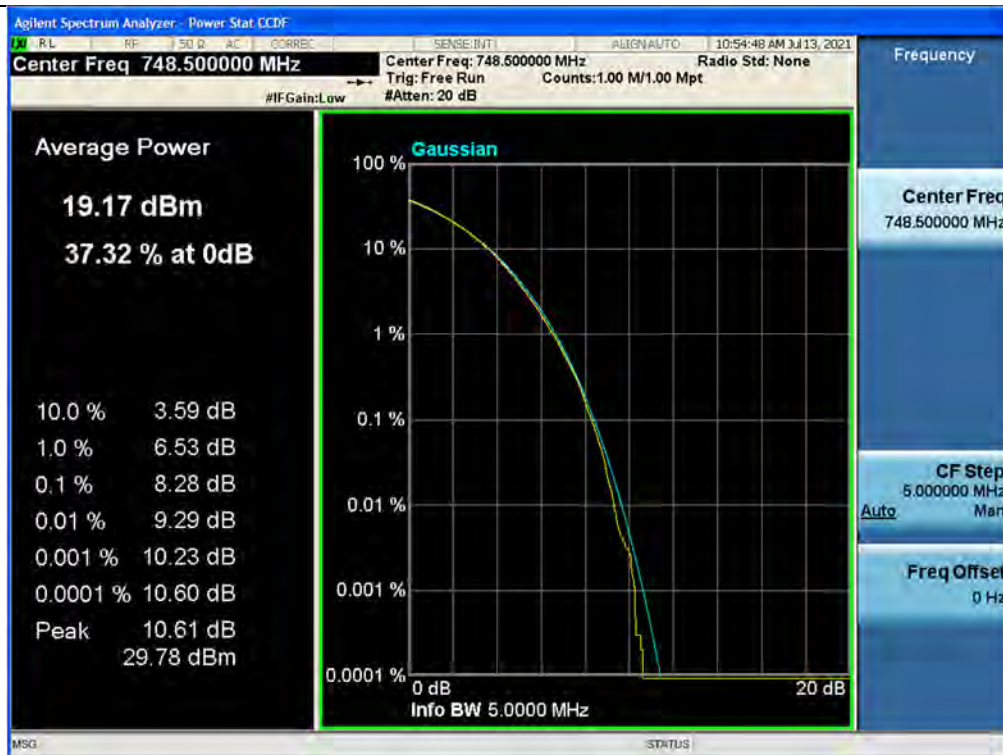 Agilent Spectrum Analyzer - Power Stat CCDF
LXI RL RF 50 Ω AC CORREC SENSE:INT ALIGN AUTO 10:54:48 AM Jul 13, 2021
Center Freq 748.500000 MHz
Center Freq: 748.500000 MHz Radio Std: None
Trig: Free Run Counts:1.00 M/1.00 Mpt
#IFGain:Low #Atten: 20 dB
Average Power
19.17 dBm
37.32 % at 0dB
10.0 % 3.59 dB
1.0 % 6.53 dB
0.1 % 8.28 dB
0.01 % 9.29 dB
0.001 % 10.23 dB
0.0001 % 10.60 dB
Peak 10.61 dB
29.78 dBm
Gaussian
100 %
10 %
1 %
0.1 %
0.01 %
0.001 %
0.0001 %
0 dB 20 dB
Info BW 5.0000 MHz
Frequency
Center Freq
748.500000 MHz
CF Step
5.000000 MHz
Auto Man
Freq Offset
0 Hz
MSG STATUS